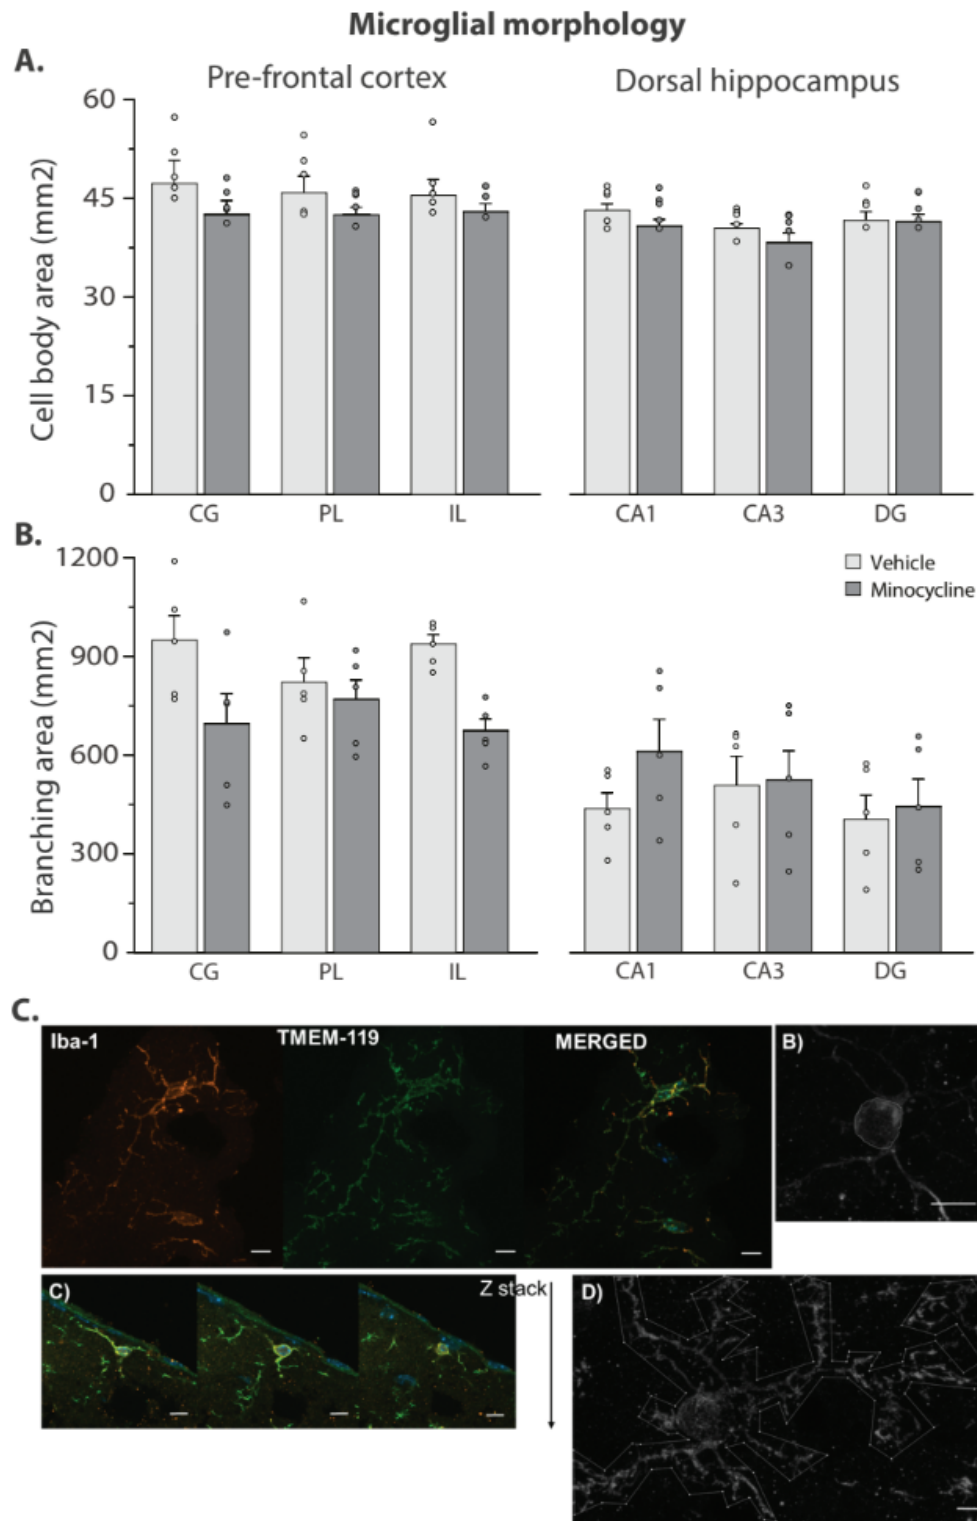 Microglial morphology
A.
Pre-frontal cortex
Dorsal hippocampus
Cell body area (mm2)
60
45
30
15
0
CG PL IL CA1 CA3 DG
B.
Branching area (mm2)
1200
900
600
300
0
Vehicle
Minocycline
CG PL IL CA1 CA3 DG
C.
Iba-1 TMEM-119 MERGED
B)
C)
Z stack
D)